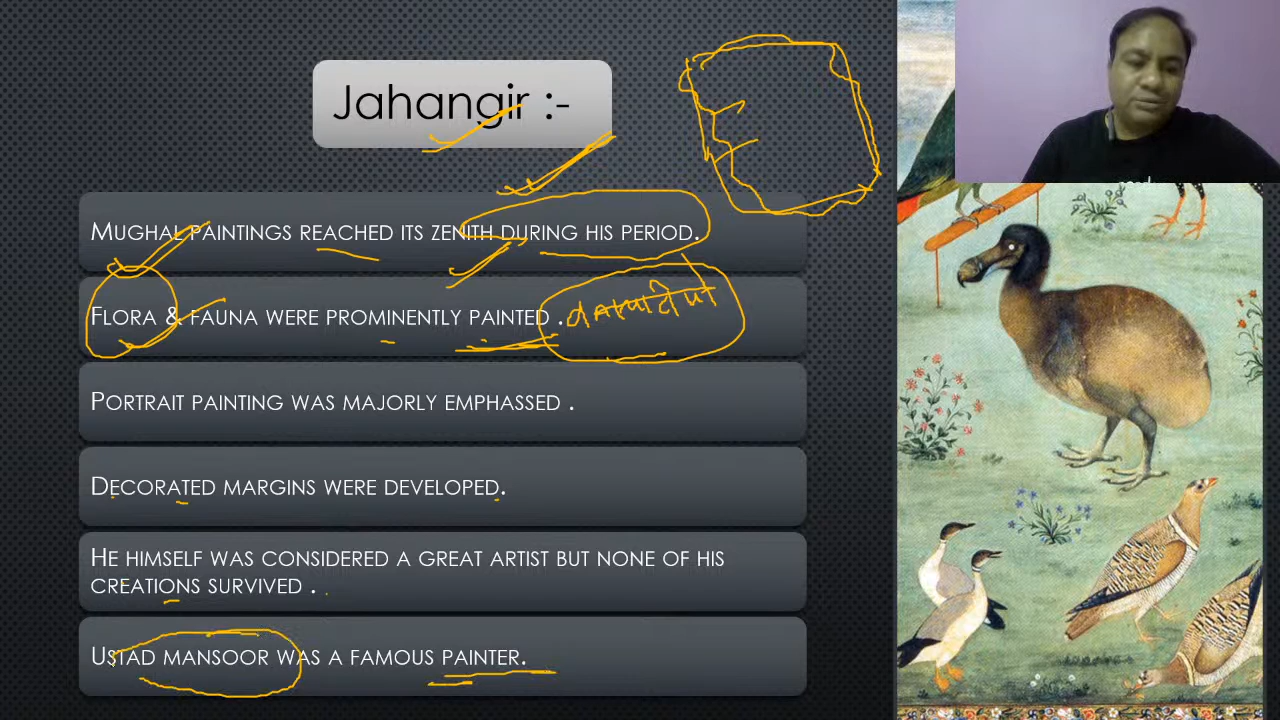 Jahangir :-
MUGHAL PAINTINGS REACHED ITS ZENITH DURING HIS PERIOD.
FLORA & FAUNA WERE PROMINENTLY PAINTED .
PORTRAIT PAINTING WAS MAJORLY EMPHASSED .
DECORATED MARGINS WERE DEVELOPED.
HE HIMSELF WAS CONSIDERED A GREAT ARTIST BUT NONE OF HIS
CREATIONS SURVIVED .
USTAD MANSOOR WAS A FAMOUS PAINTER.